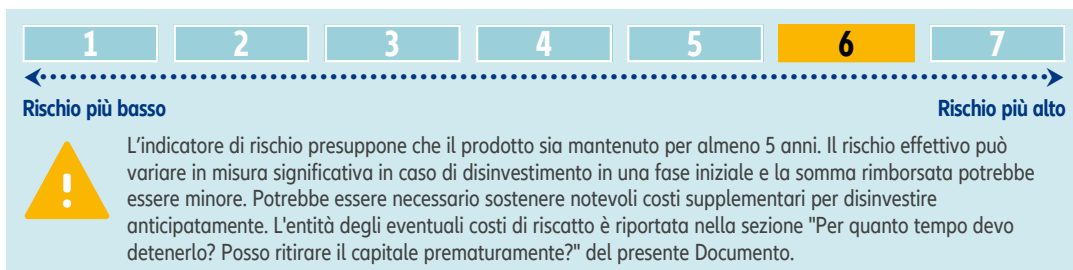 1 2 3 4 5 6 7
Rischio più basso Rischio più alto
L'indicatore di rischio presuppone che il prodotto sia mantenuto per almeno 5 anni. Il rischio effettivo può
variare in misura significativa in caso di disinvestimento in una fase iniziale e la somma rimborsata potrebbe
essere minore. Potrebbe essere necessario sostenere notevoli costi supplementari per disinvestire
anticipatamente. L'entità degli eventuali costi di riscatto è riportata nella sezione "Per quanto tempo devo
detenerlo? Posso ritirare il capitale prematuramente?" del presente Documento.